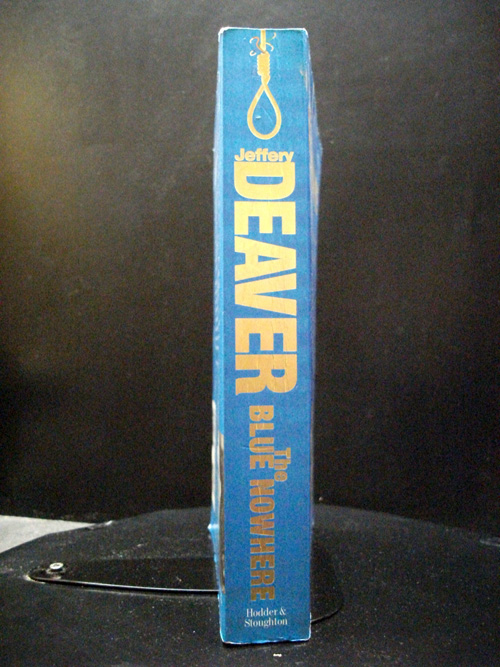 Jeffery
DEAVER
The
BLUE NOWHERE
Hodder &
Stoughton